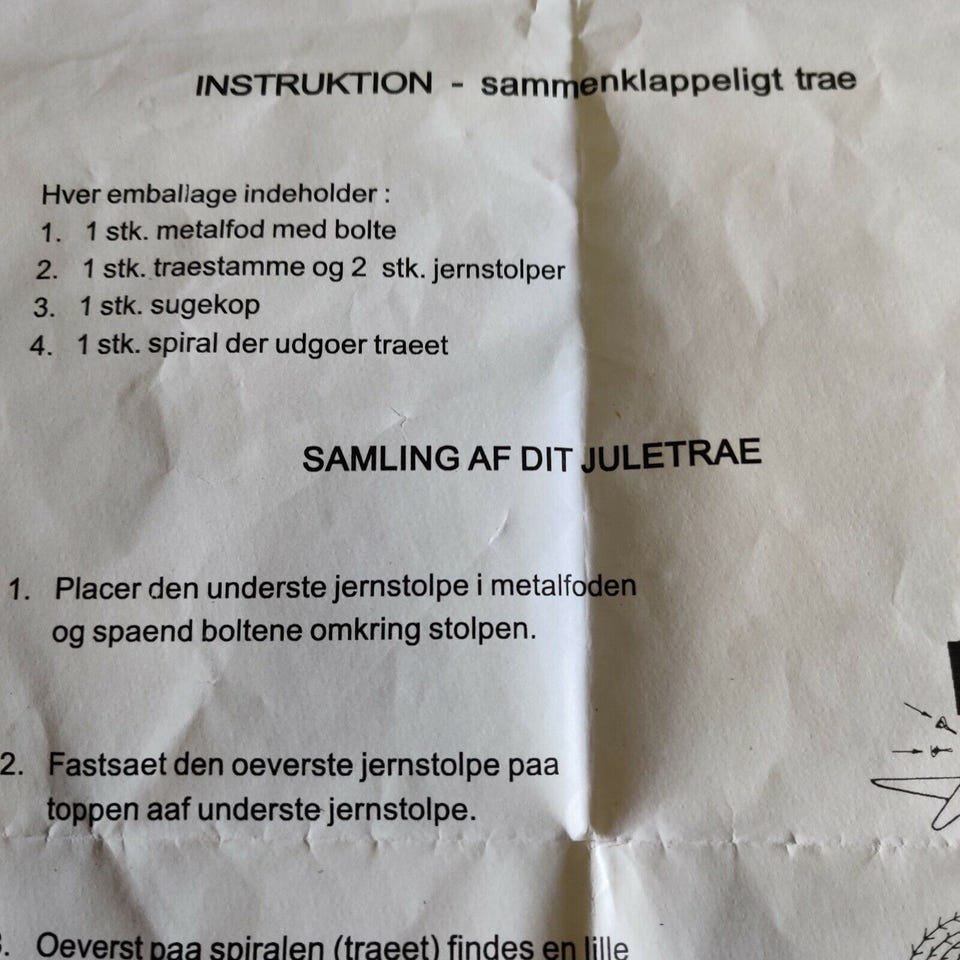 INSTRUKTION - sammenklappeligt trae
Hver emballage indeholder :
1. 1 stk. metalfod med bolte
2. 1 stk. traestamme og 2 stk. jernstolper
3. 1 stk. sugekop
4. 1 stk. spiral der udgoer traeet
SAMLING AF DIT JULETRAE
1. Placer den underste jernstolpe i metalfoden
og spaend boltene omkring stolpen.
2. Fastsaet den oeverste jernstolpe paa
toppen aaf underste jernstolpe.
3. Oeverst paa spiralen (traeet) findes en lille